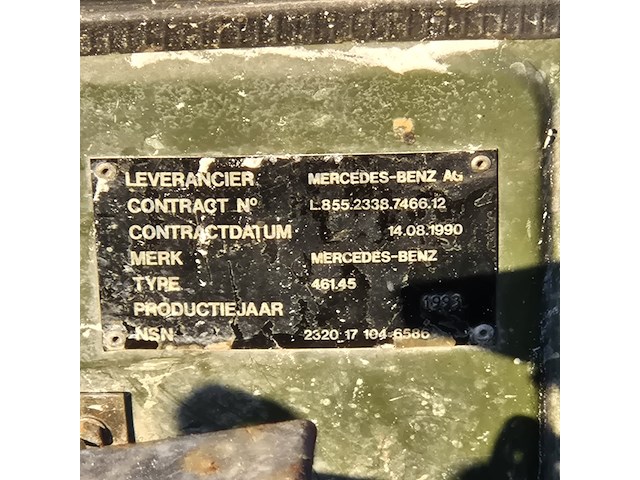 LEVERANCIER MERCEDES-BENZ AG
CONTRACT Nº L.855.2338.7466.12
CONTRACTDATUM 14.08.1990
MERK MERCEDES-BENZ
TYPE 461.45
PRODUCTIEJAAR 1993
NSN 2320 17 104 6586